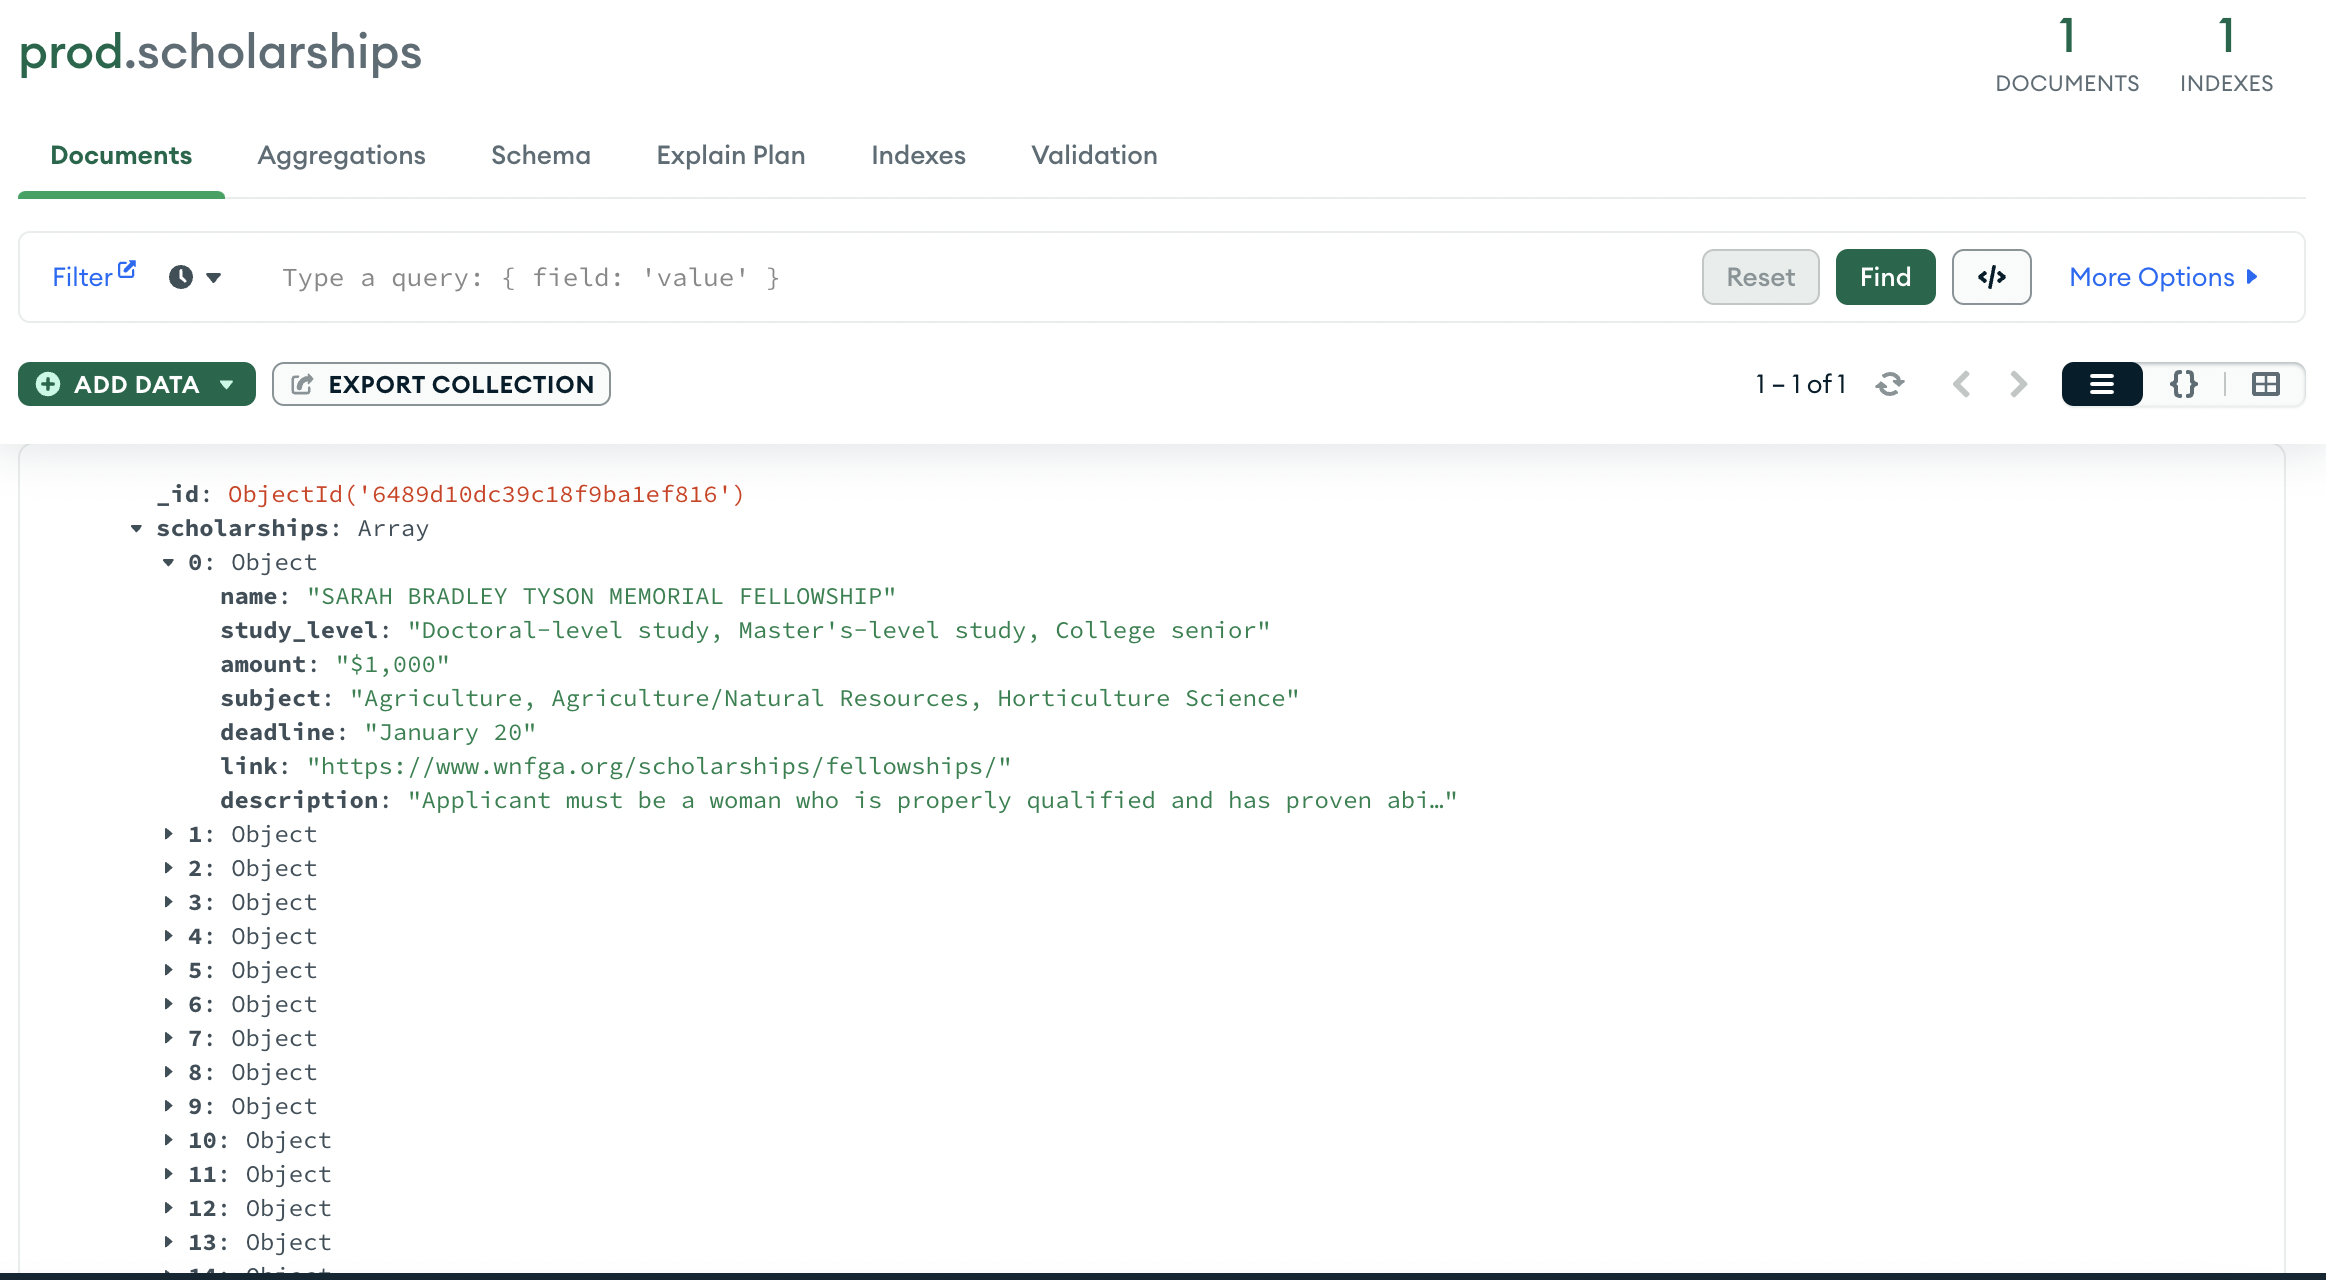 prod.scholarships
1
DOCUMENTS
1
INDEXES
Documents Aggregations Schema Explain Plan Indexes Validation
Filter Type a query: { field: 'value' } Reset Find </> More Options
ADD DATA EXPORT COLLECTION 1 – 1 of 1 {}
_id: ObjectId('6489d10dc39c18f9ba1ef816')
scholarships: Array
0: Object
name: "SARAH BRADLEY TYSON MEMORIAL FELLOWSHIP"
study_level: "Doctoral-level study, Master's-level study, College senior"
amount: "$1,000"
subject: "Agriculture, Agriculture/Natural Resources, Horticulture Science"
deadline: "January 20"
link: "https://www.wnfga.org/scholarships/fellowships/"
description: "Applicant must be a woman who is properly qualified and has proven abi…"
1: Object
2: Object
3: Object
4: Object
5: Object
6: Object
7: Object
8: Object
9: Object
10: Object
11: Object
12: Object
13: Object
14: Object